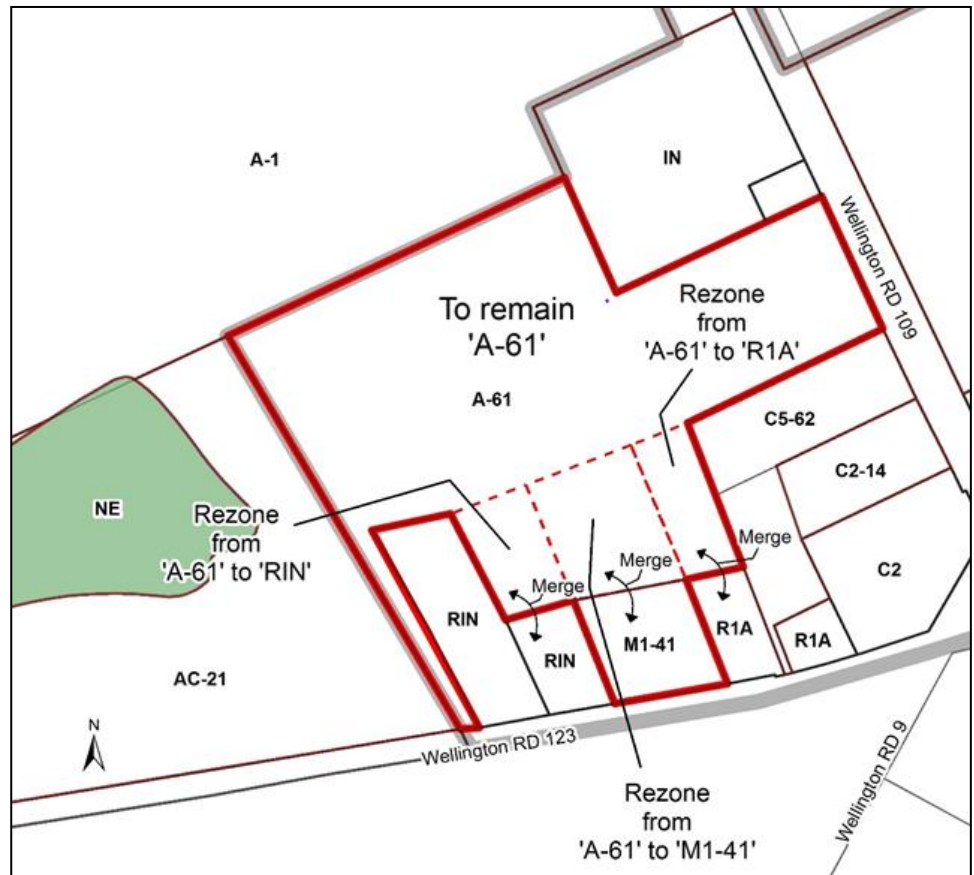 A-1
IN
Wellington RD 109
To remain
'A-61'
A-61
Rezone
from
'A-61' to 'R1A'
C5-62
C2-14
C2
NE
Rezone
from
'A-61' to 'RIN'
Merge
Merge
Merge
RIN
RIN
M1-41
R1A
R1A
AC-21
N
Wellington RD 123
Wellington RD 9
Rezone
from
'A-61' to 'M1-41'